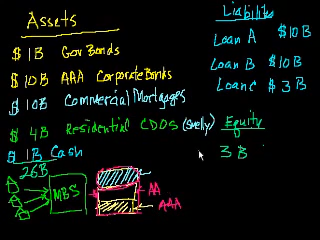 Assets
$ 1B Gov Bonds
$ 10B AAA Corporate Bonds
$ 10B Commercial Mortgages
$ 4B Residential CDOs (smelly)
$ 1B Cash
26B
MBS
AA
AAA
Liabilities
Loan A $10B
Loan B $10B
Loan C $3B
Equity
3B